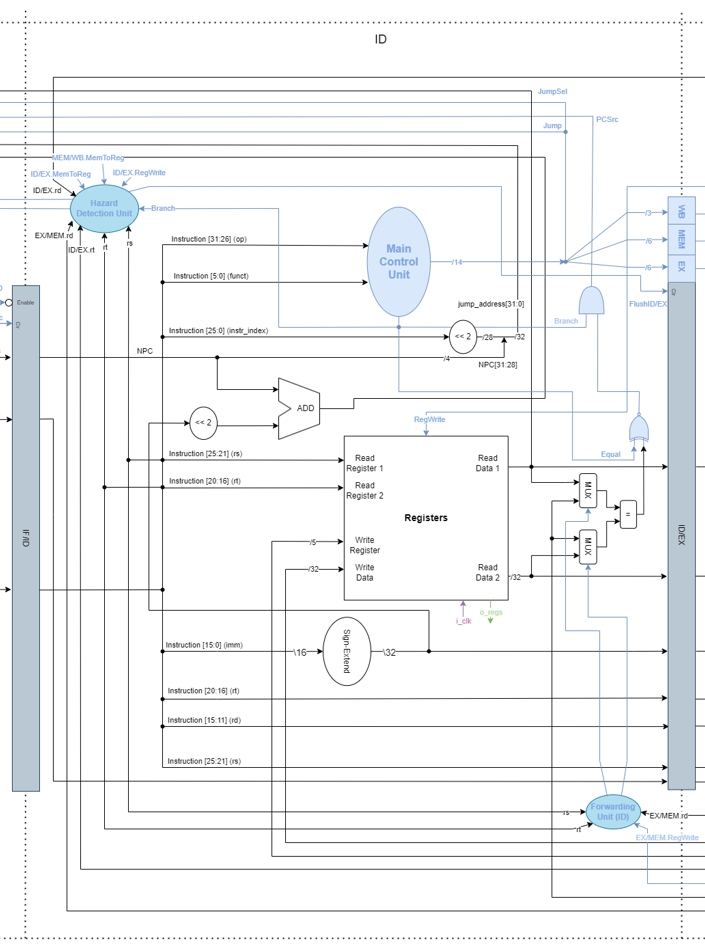 ID
JumpSel
PCSrc
Jump
MEM/WB.MemToReg
ID/EX.MemToReg
ID/EX.RegWrite
ID/EX.rd
Hazard
Detection Unit
Branch
EX/MEM.rd
ID/EX.rt
rt
rs
Instruction [31:26] (op)
Instruction [5:0] (funct)
Main
Control
Unit
/14
/3
/6
/6
WB
MEM
EX
Clr
FlushID/EX
Enable
Clr
jump_address[31:0]
Instruction [25:0] (instr_index)
<< 2
/28
/32
Branch
NPC
/4
NPC[31:28]
<< 2
ADD
RegWrite
Equal
Instruction [25:21] (rs)
Instruction [20:16] (rt)
Read
Register 1
Read
Register 2
Read
Data 1
Registers
MUX
=
MUX
IF/ID
ID/EX
/5
Write
Register
/32
Write
Data
Read
Data 2
/32
i_clk
o_regs
Instruction [15:0] (imm)
\16
Sign-Extend
\32
Instruction [20:16] (rt)
Instruction [15:11] (rd)
Instruction [25:21] (rs)
Forwarding
Unit (ID)
rs
rt
EX/MEM.rd
EX/MEM.RegWrite